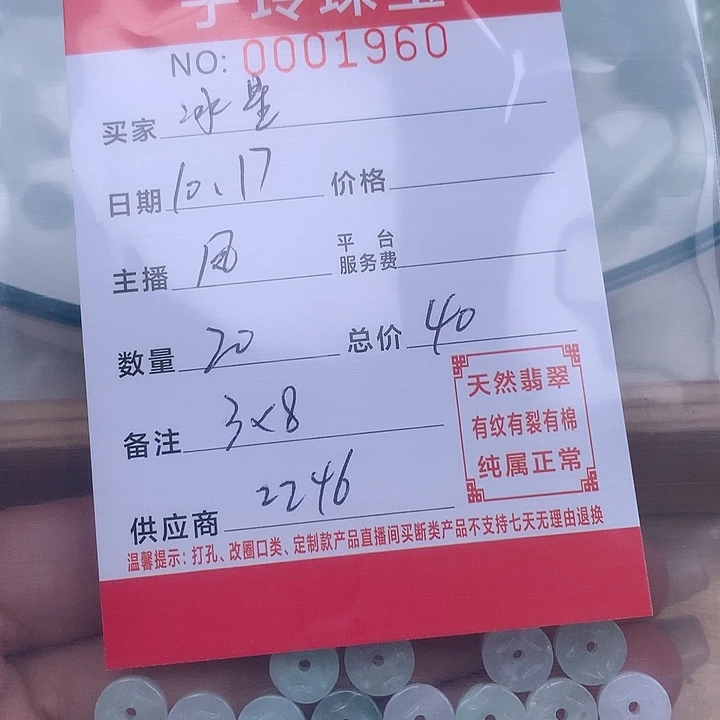 NO: 0001960
买家 冰星
日期 10、17 价格
主播
平台
服务费
数量 20 总价 40
备注 3×8
供应商 2246
天然翡翠
有纹有裂有棉
纯属正常
温馨提示：打孔、改圈口类、定制款产品直播间买断类产品不支持七天无理由退换